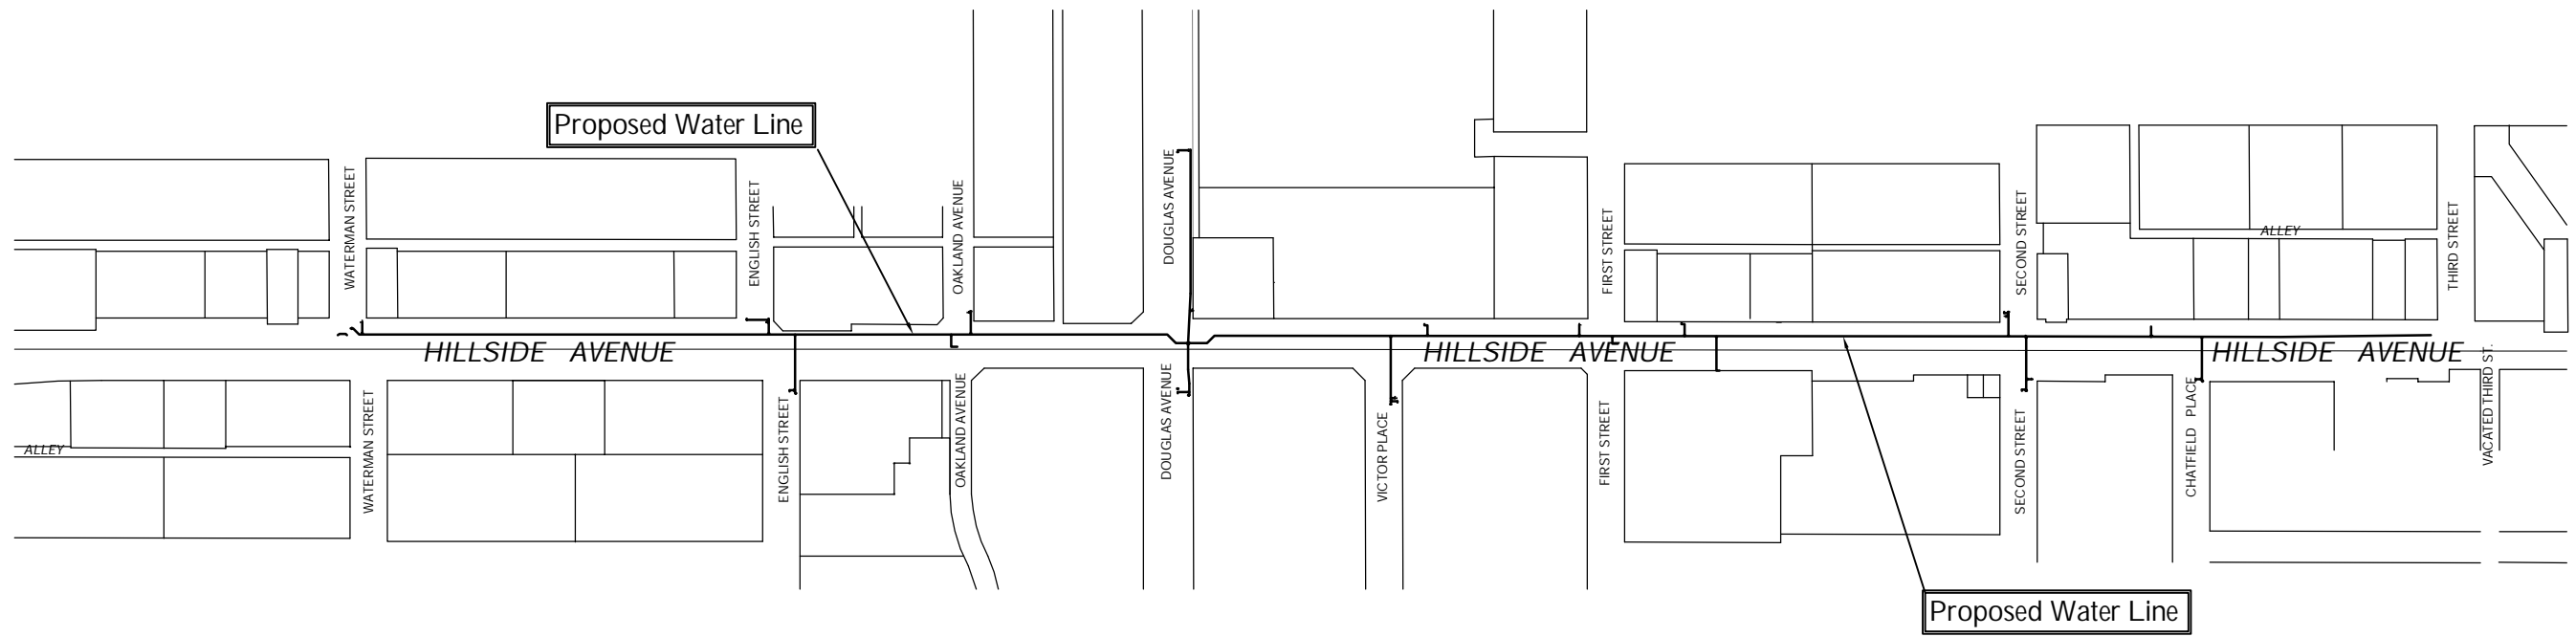 Proposed Water Line
WATERMAN STREET
ENGLISH STREET
OAKLAND AVENUE
DOUGLAS AVENUE
FIRST STREET
SECOND STREET
ALLEY
THIRD STREET
HILLSIDE AVENUE
HILLSIDE AVENUE
HILLSIDE AVENUE
ALLEY
WATERMAN STREET
ENGLISH STREET
OAKLAND AVENUE
DOUGLAS AVENUE
VICTOR PLACE
FIRST STREET
SECOND STREET
CHATFIELD PLACE
VACATED THIRD ST.
Proposed Water Line